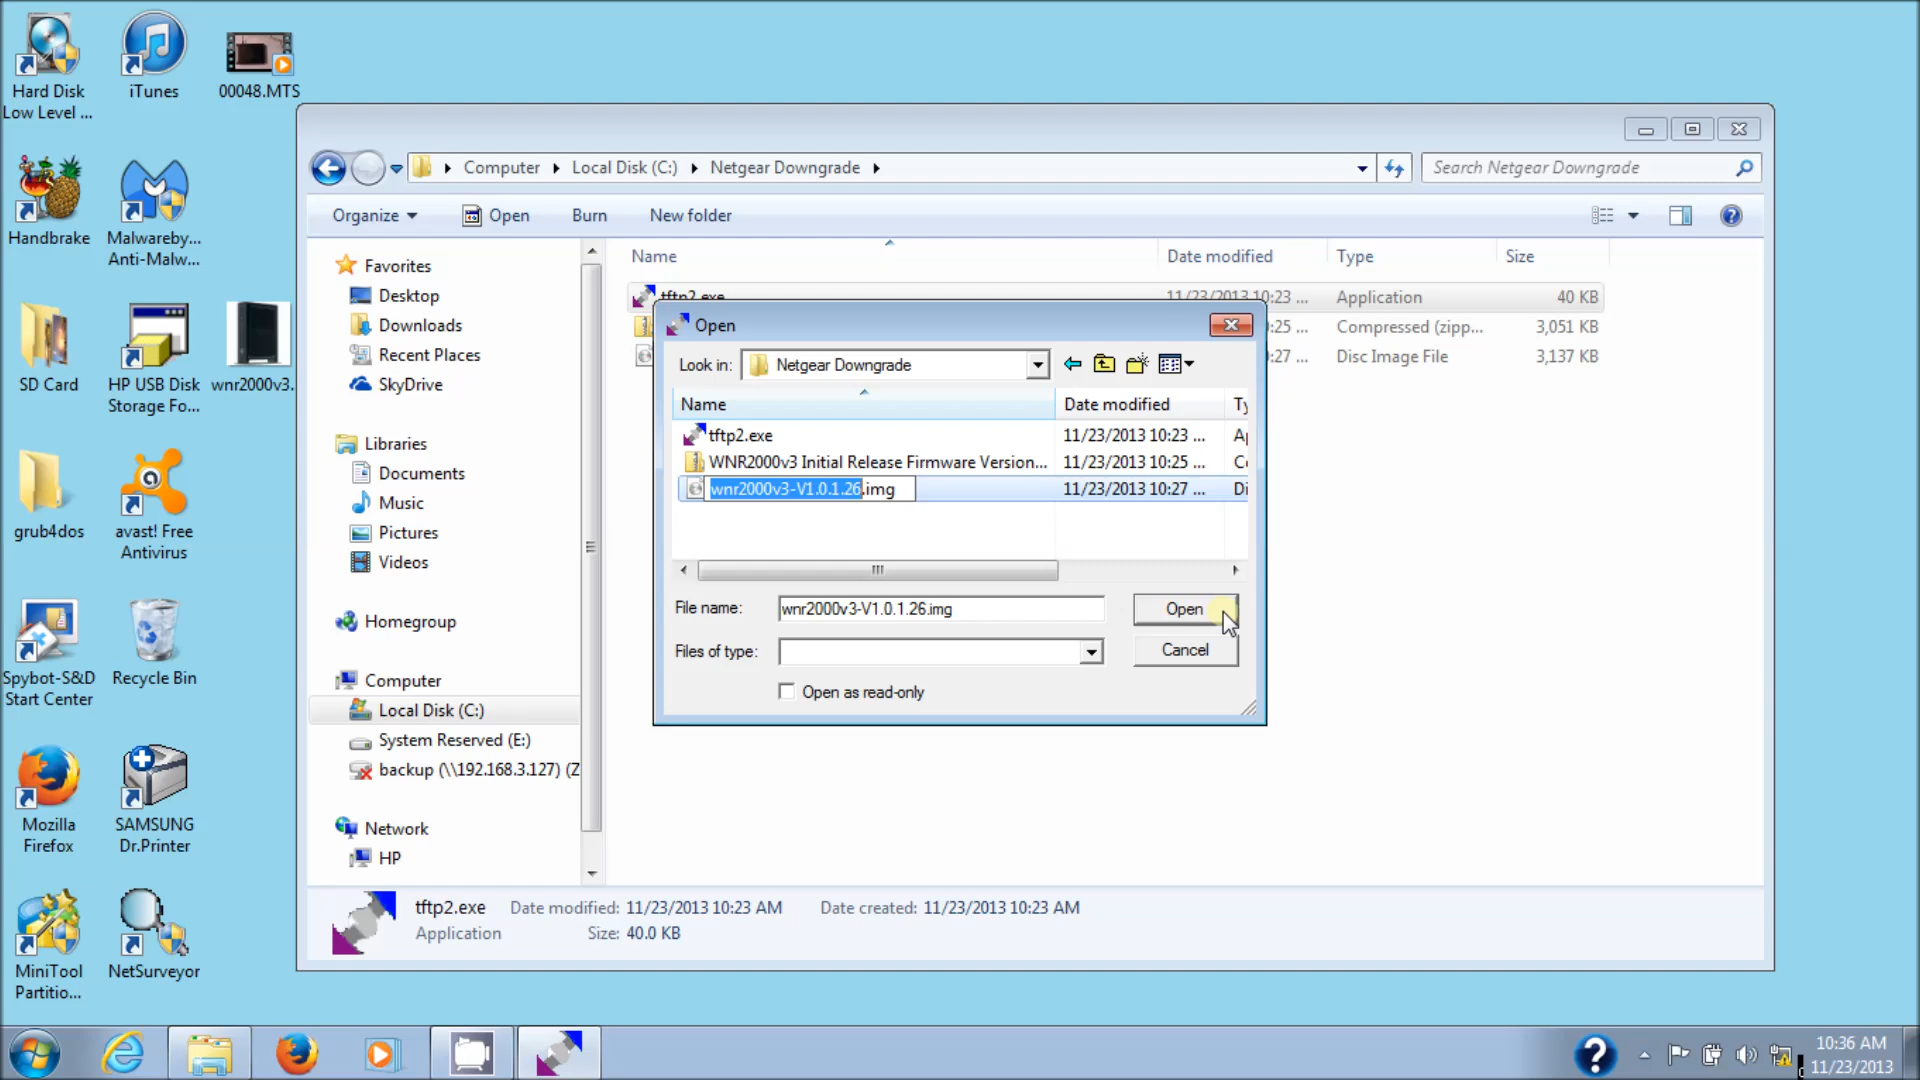 Hard Disk
Low Level ...
iTunes
00048.MTS
Handbrake
Malwareby...
Anti-Malw...
SD Card
HP USB Disk
Storage Fo...
wnr2000v3.
grub4dos
avast! Free
Antivirus
Spybot-S&D
Start Center
Recycle Bin
Mozilla
Firefox
SAMSUNG
Dr.Printer
MiniTool
Partitio...
NetSurveyor
Computer
Local Disk (C:)
Netgear Downgrade
Search Netgear Downgrade
Organize
Open
Burn
New folder
Favorites
Desktop
Downloads
Recent Places
SkyDrive
Libraries
Documents
Music
Pictures
Videos
Homegroup
Computer
Local Disk (C:)
System Reserved (E:)
backup (\\192.168.3.127) (Z
Network
HP
Name Date modified Type Size
tftp2.exe 11/23/2013 10:23 ... Application 40 KB
:25 ... Compressed (zipp... 3,051 KB
:27 ... Disc Image File 3,137 KB
Open
Look in: Netgear Downgrade
Name Date modified Ty
tftp2.exe 11/23/2013 10:23 ... Ap
WNR2000v3 Initial Release Firmware Version... 11/23/2013 10:25 ... Co
wnr2000v3-V1.0.1.26.img 11/23/2013 10:27 ... Di
File name: wnr2000v3-V1.0.1.26.img Open
Files of type: Cancel
Open as read-only
tftp2.exe Date modified: 11/23/2013 10:23 AM Date created: 11/23/2013 10:23 AM
Application Size: 40.0 KB
10:36 AM
11/23/2013